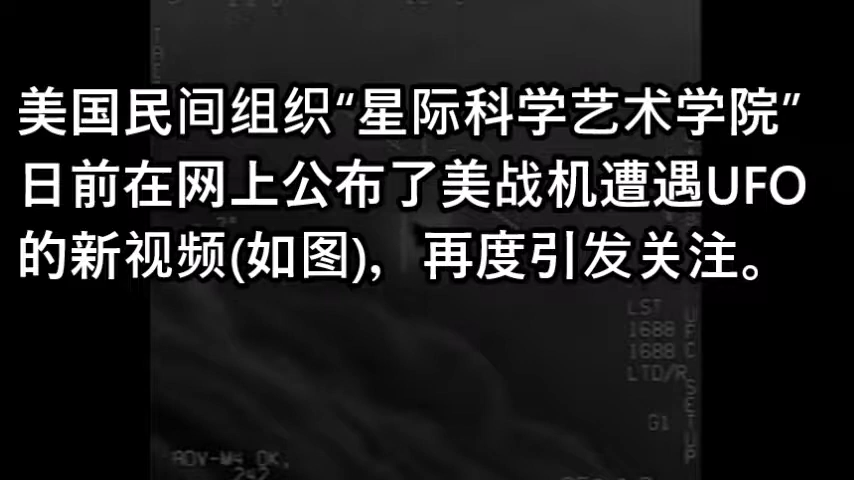 美国民间组织“星际科学艺术学院”
日前在网上公布了美战机遭遇UFO
的新视频(如图)，再度引发关注。
LST
1688
1688
LTD/R
G1
SETUP
242